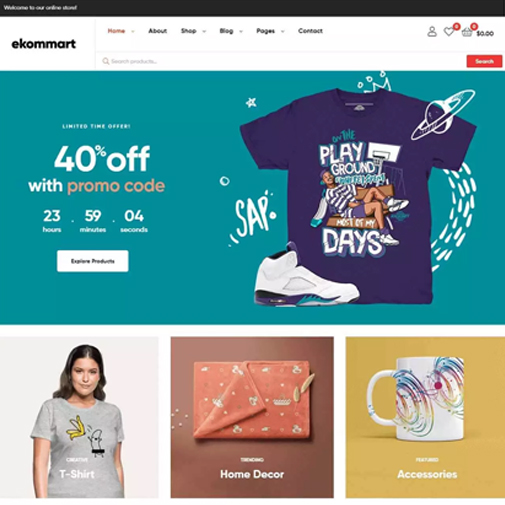 Welcome to our online store!
ekommart
Home About Shop Blog Pages Contact
0 0 $0.00
Search products...
Search
LIMITED TIME OFFER!
40% off
with promo code
23 . 59 . 04
hours minutes seconds
Explore Products
ON THE
PLAY
GROUND
MOST OF MY
DAYS
SAP.
CREATIVE
T-Shirt
TRENDING
Home Decor
FEATURED
Accessories